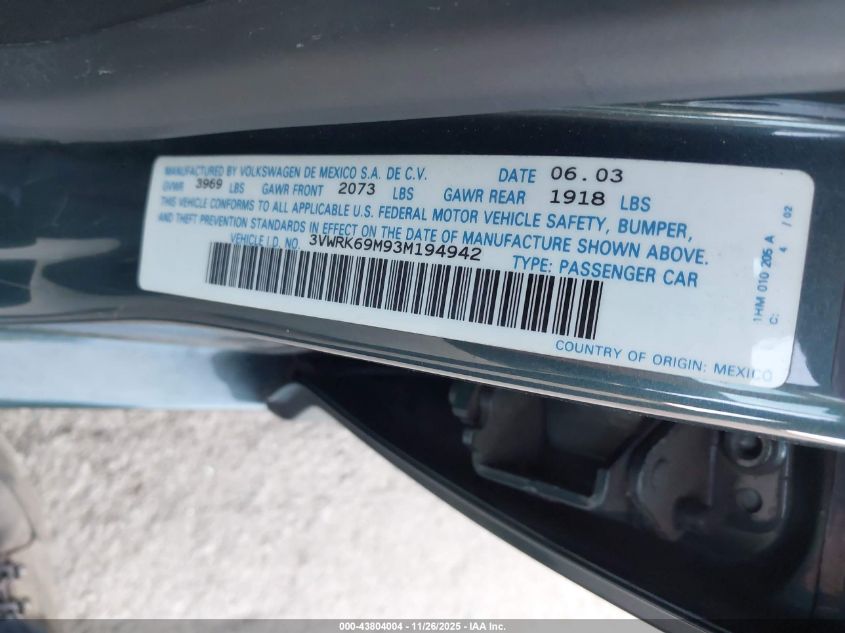 MANUFACTURED BY VOLKSWAGEN DE MEXICO S.A. DE C.V. DATE 06.03
GVWR 3969 LBS GAWR FRONT 2073 LBS GAWR REAR 1918 LBS
THIS VEHICLE CONFORMS TO ALL APPLICABLE U.S. FEDERAL MOTOR VEHICLE SAFETY, BUMPER,
AND THEFT PREVENTION STANDARDS IN EFFECT ON THE DATE OF MANUFACTURE SHOWN ABOVE.
VEHICLE I.D. NO. 3VWRK69M93M194942 TYPE: PASSENGER CAR
COUNTRY OF ORIGIN: MEXICO
1HM 010 205 A
C: 4 / 02
000-43804004 - 11/26/2025 - IAA Inc.